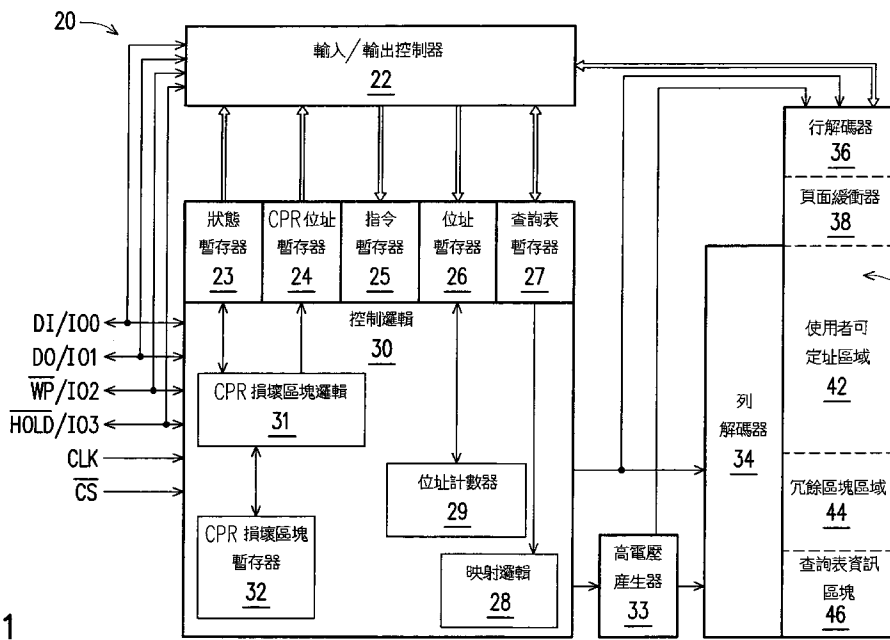 20
輸入/輸出控制器
22
行解碼器
36
頁面緩衝器
38
狀態
暫存器
23
CPR位址
暫存器
24
指令
暫存器
25
位址
暫存器
26
查詢表
暫存器
27
控制邏輯
30
DI/IO0
DO/IO1
WP/IO2
HOLD/IO3
CLK
CS
CPR損壞區塊邏輯
31
CPR損壞區塊
暫存器
32
位址計數器
29
映射邏輯
28
高電壓
產生器
33
列
解碼器
34
使用者可
定址區域
42
冗餘區塊區域
44
查詢表資訊
區塊
46
1